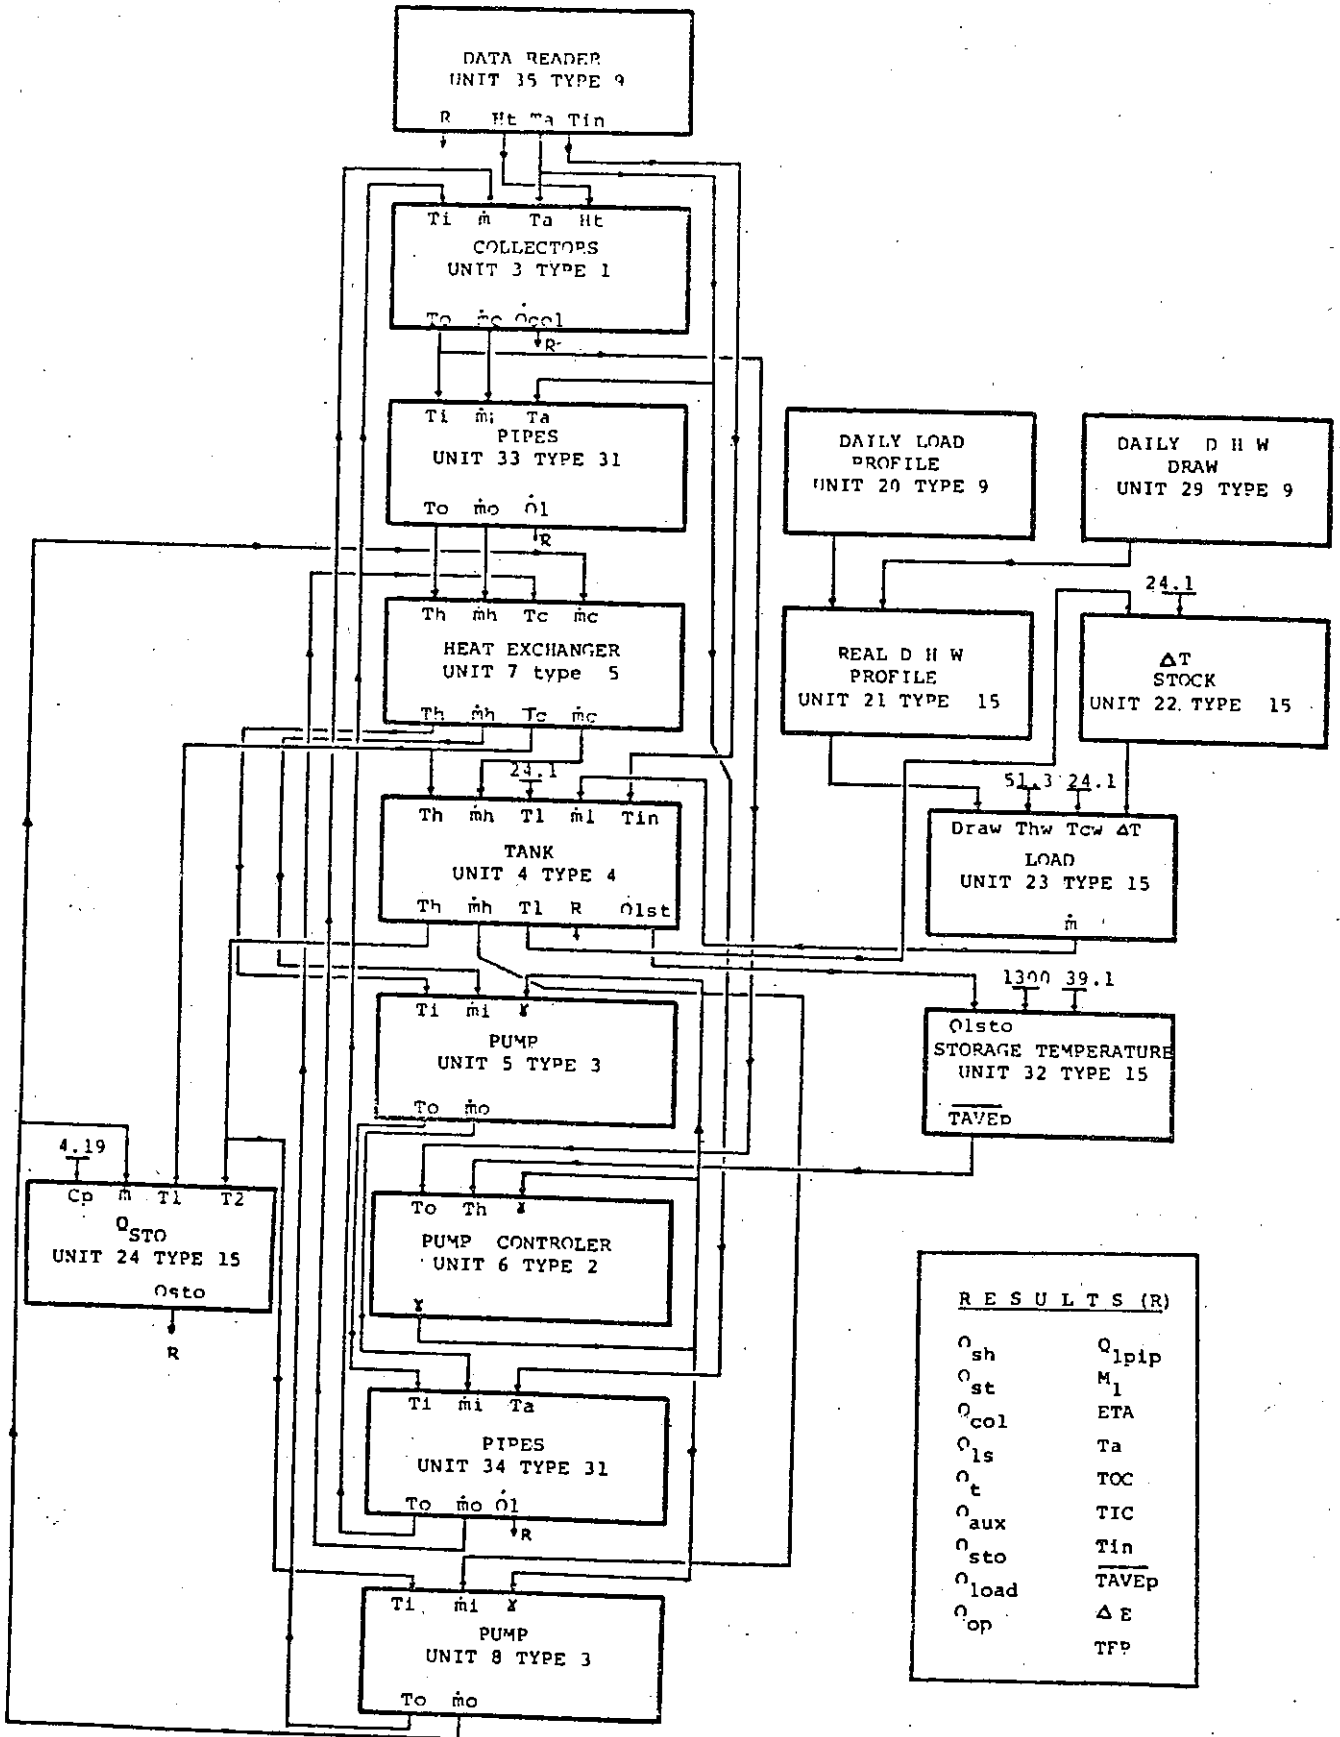 DATA READER
UNIT 35 TYPE 9
R Ht Ta Tin
Ti ṁ Ta Ht
COLLECTORS
UNIT 3 TYPE 1
To ṁo Q̇col
R
Ti ṁi Ta
PIPES
UNIT 33 TYPE 31
To ṁo Q̇l
R
DAILY LOAD
PROFILE
UNIT 20 TYPE 9
DAILY D H W
DRAW
UNIT 29 TYPE 9
24.1
Th ṁh Tc ṁc
HEAT EXCHANGER
UNIT 7 type 5
Th ṁh Tc ṁc
REAL D H W
PROFILE
UNIT 21 TYPE 15
ΔT
STOCK
UNIT 22. TYPE 15
24.1
Th ṁh Tl ṁl Tin
TANK
UNIT 4 TYPE 4
Th ṁh Tl R Q̇lst
51.3 24.1
Draw Thw Tcw ΔT
LOAD
UNIT 23 TYPE 15
ṁ
Ti ṁi ɣ
PUMP
UNIT 5 TYPE 3
To ṁo
1300 39.1
Qlsto
STORAGE TEMPERATURE
UNIT 32 TYPE 15
TAVEp
4.19
Cp ṁ T1 T2
QSTO
UNIT 24 TYPE 15
Qsto
R
To Th ɣ
PUMP CONTROLER
UNIT 6 TYPE 2
ɣ
Ti ṁi Ta
PIPES
UNIT 34 TYPE 31
To ṁo Q̇l
R
Ti ṁi ɣ
PUMP
UNIT 8 TYPE 3
To ṁo
R E S U L T S (R)
Qsh Qlpip
Qst Ml
Qcol ETA
Qls Ta
Qt TOC
Qaux TIC
Qsto Tin
Qload TAVEp
Qop ΔE
TFP